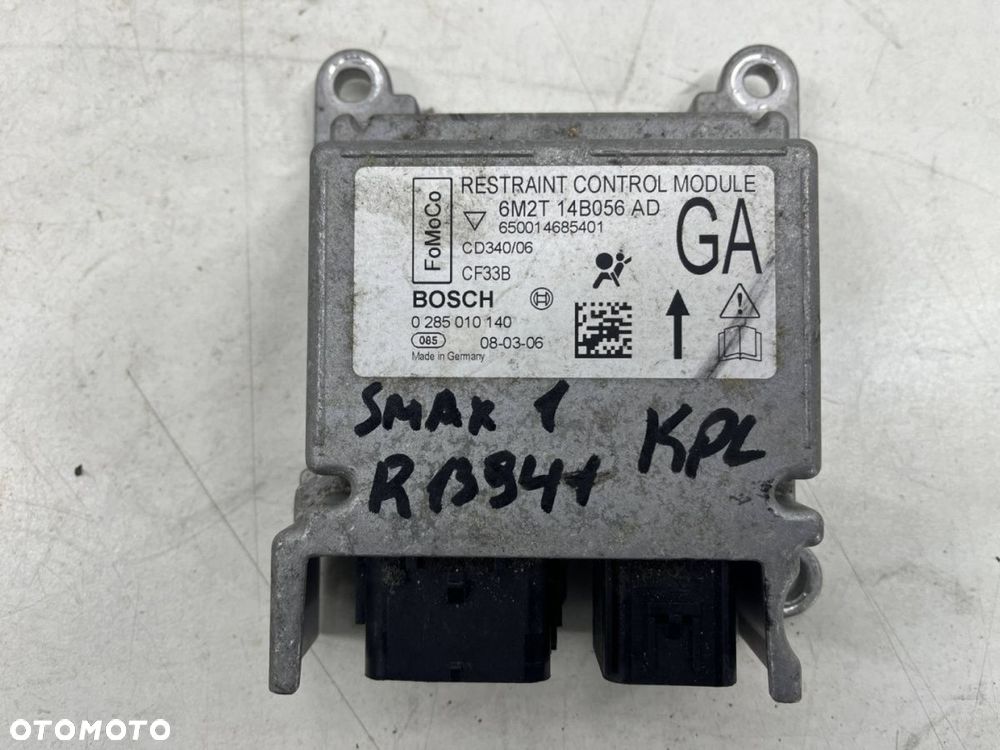 RESTRAINT CONTROL MODULE
FoMoCo
6M2T 14B056 AD
650014685401
GA
CD340/06
CF33B
BOSCH
0 285 010 140
085
08-03-06
Made in Germany
SMAX 1
KPL
RB941
OTOMOTO